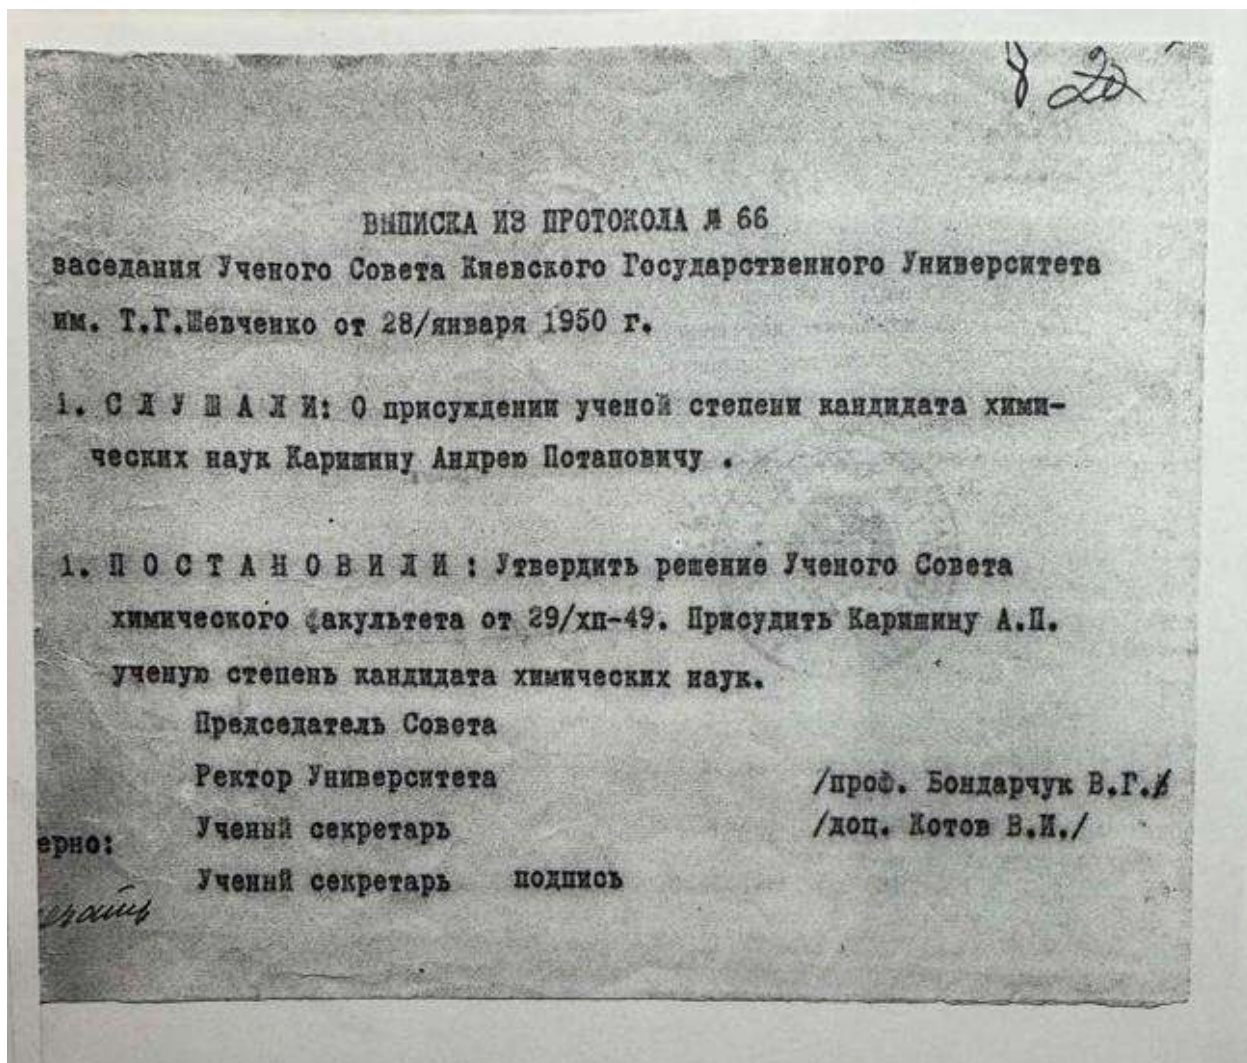 20
ВЫПИСКА ИЗ ПРОТОКОЛА № 66
заседания Ученого Совета Киевского Государственного Университета
им. Т.Г.Шевченко от 28/января 1950 г.
1. С Л У Ш А Л И: О присуждении ученой степени кандидата хими-
ческих наук Каришину Андрею Потаповичу .
1. П О С Т А Н О В И Л И : Утвердить решение Ученого Совета
химического факультета от 29/хп-49. Присудить Каришину А.П.
ученую степень кандидата химических наук.
Председатель Совета
Ректор Университета /проф. Бондарчук В.Г./
Ученый секретарь /доц. Котов В.И./
ерно:
Ученый секретарь подпись
ечать